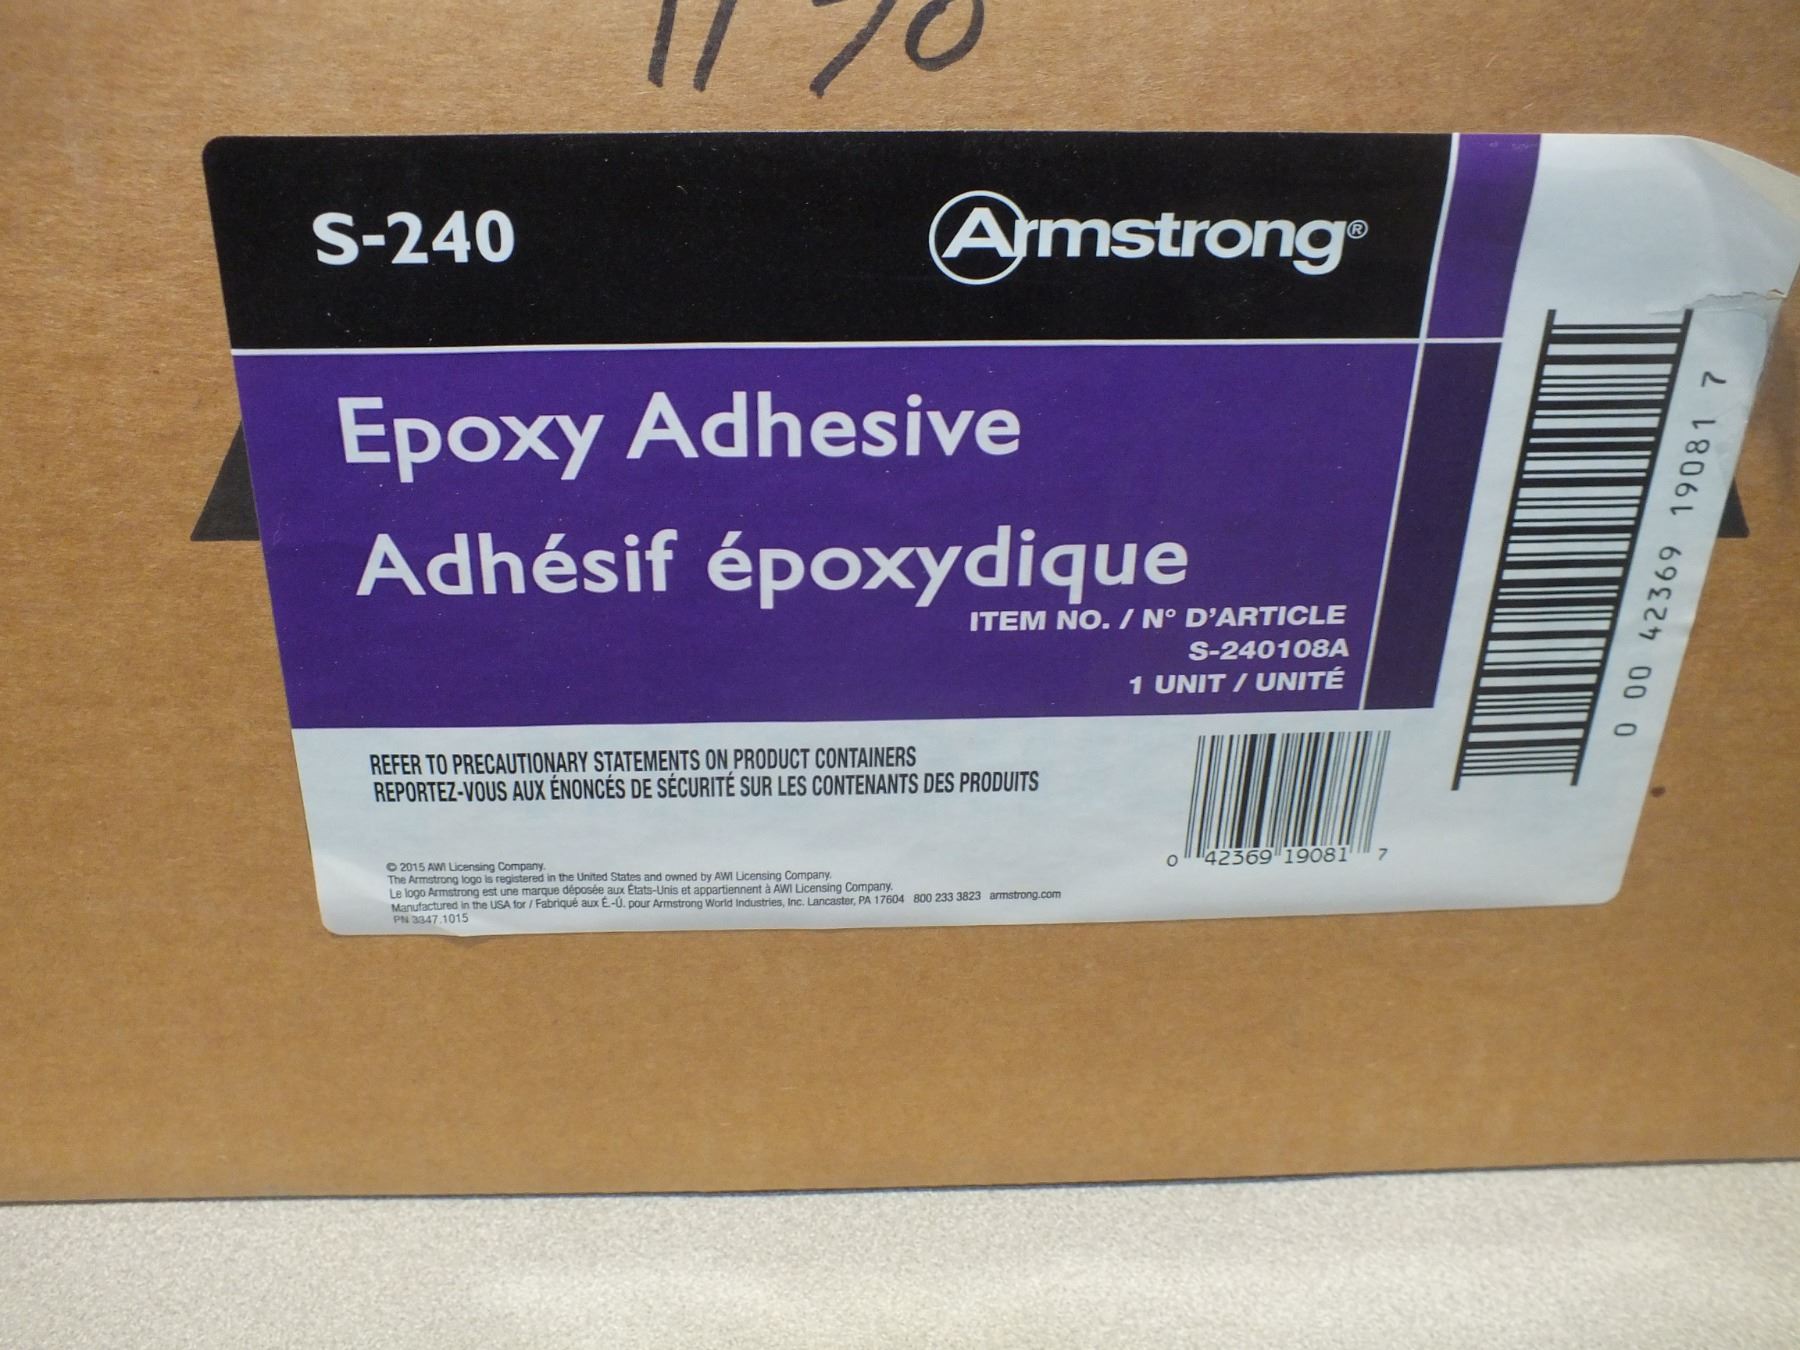 S-240
Armstrong®
Epoxy Adhesive
Adhésif époxydique
ITEM NO. / N° D'ARTICLE
S-240108A
1 UNIT / UNITÉ
REFER TO PRECAUTIONARY STATEMENTS ON PRODUCT CONTAINERS
REPORTEZ-VOUS AUX ÉNONCÉS DE SÉCURITÉ SUR LES CONTENANTS DES PRODUITS
© 2015 AWI Licensing Company.
The Armstrong logo is registered in the United States and owned by AWI Licensing Company.
Le logo Armstrong est une marque déposée aux États-Unis et appartiennent à AWI Licensing Company.
Manufactured in the USA for / Fabriqué aux É.-U. pour Armstrong World Industries, Inc. Lancaster, PA 17604 800 233 3823 armstrong.com
PN 3347.1015
0 42369 19081 7
0 00 42369 19081 7